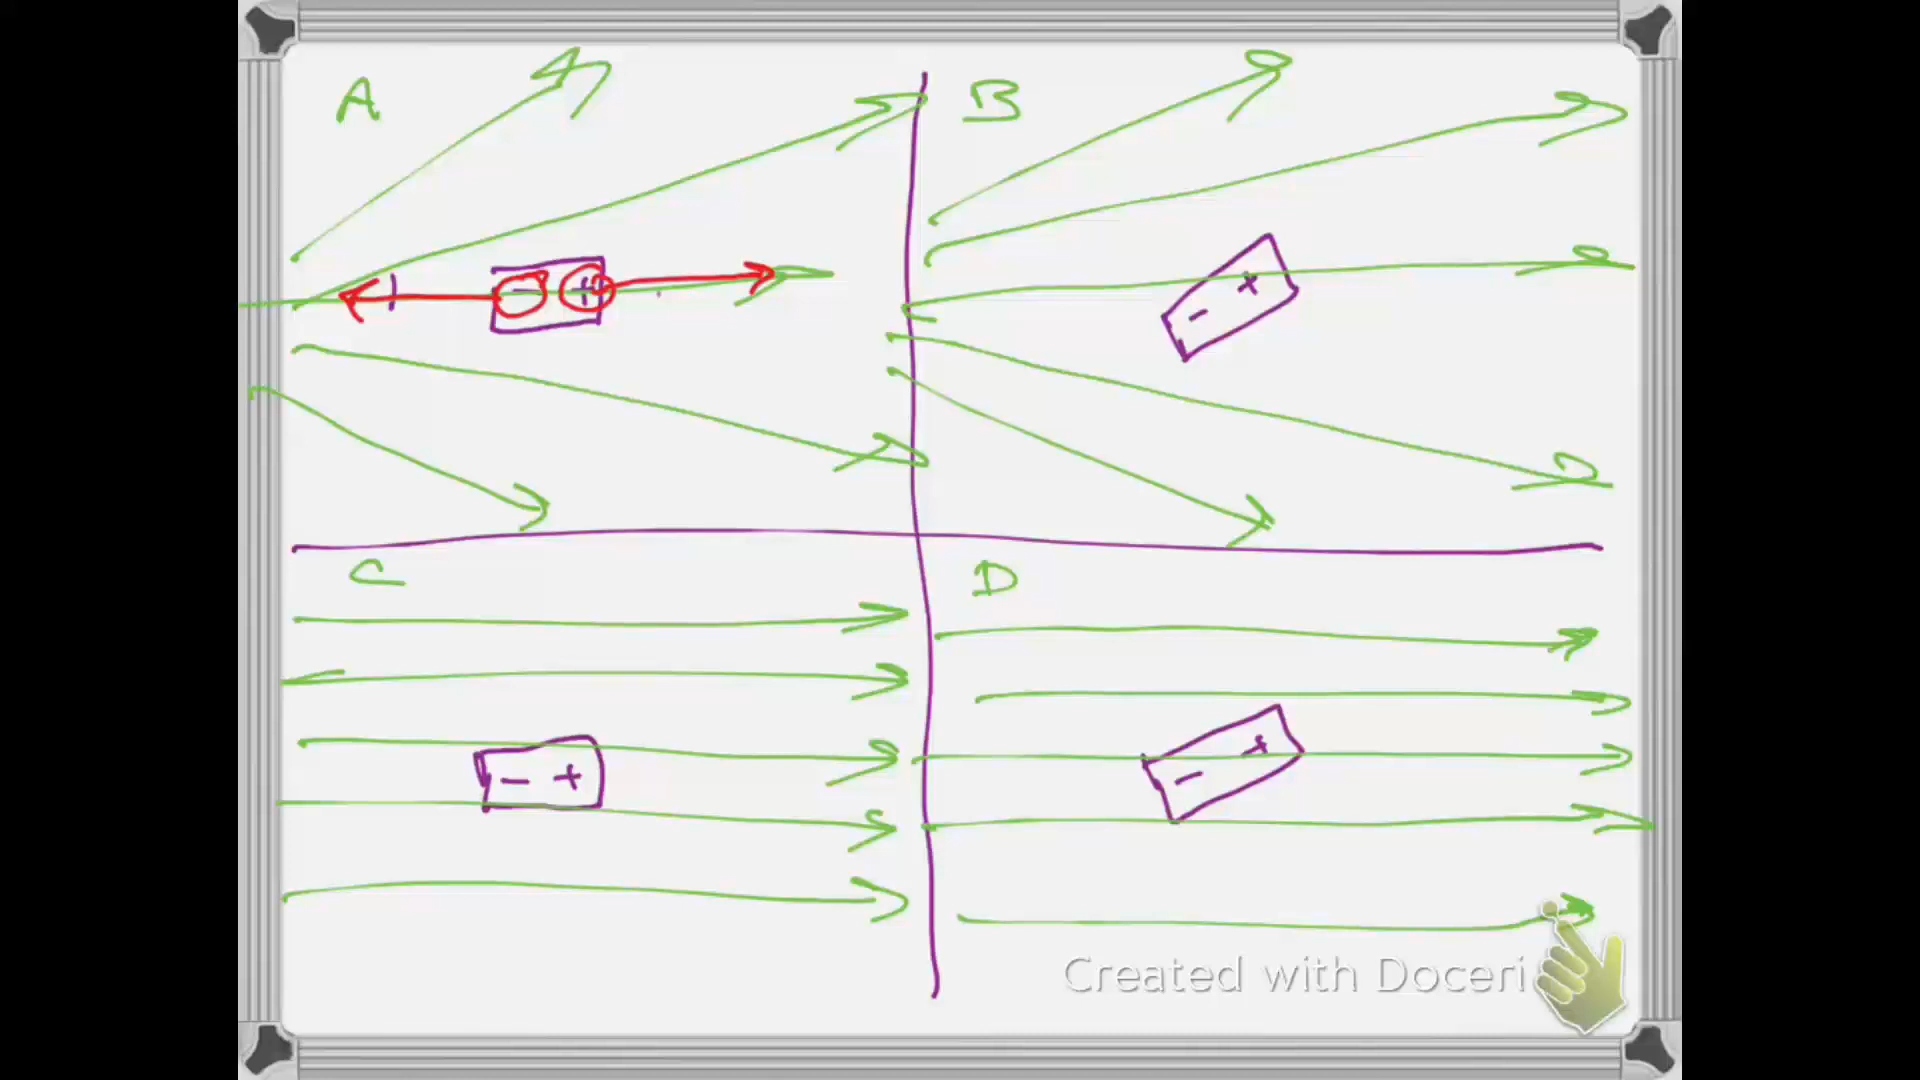 A
B
- +
- +
C
D
- +
- +
Created with Doceri